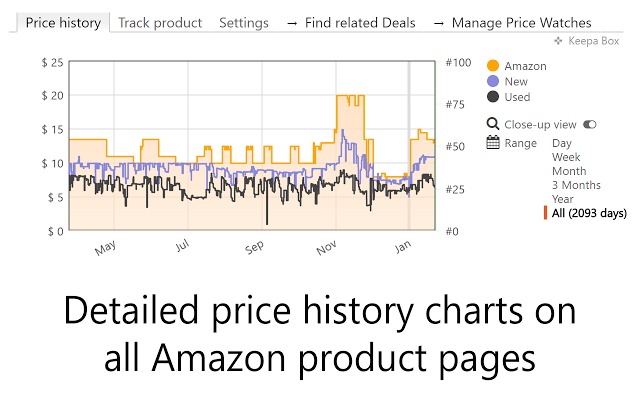 Price history Track product Settings → Find related Deals → Manage Price Watches
Keepa Box
$ 25
$ 20
$ 15
$ 10
$ 5
$ 0
#100
#75
#50
#25
#0
May Jul Sep Nov Jan
Amazon
New
Used
Close-up view
Range
Day
Week
Month
3 Months
Year
All (2093 days)
Detailed price history charts on
all Amazon product pages